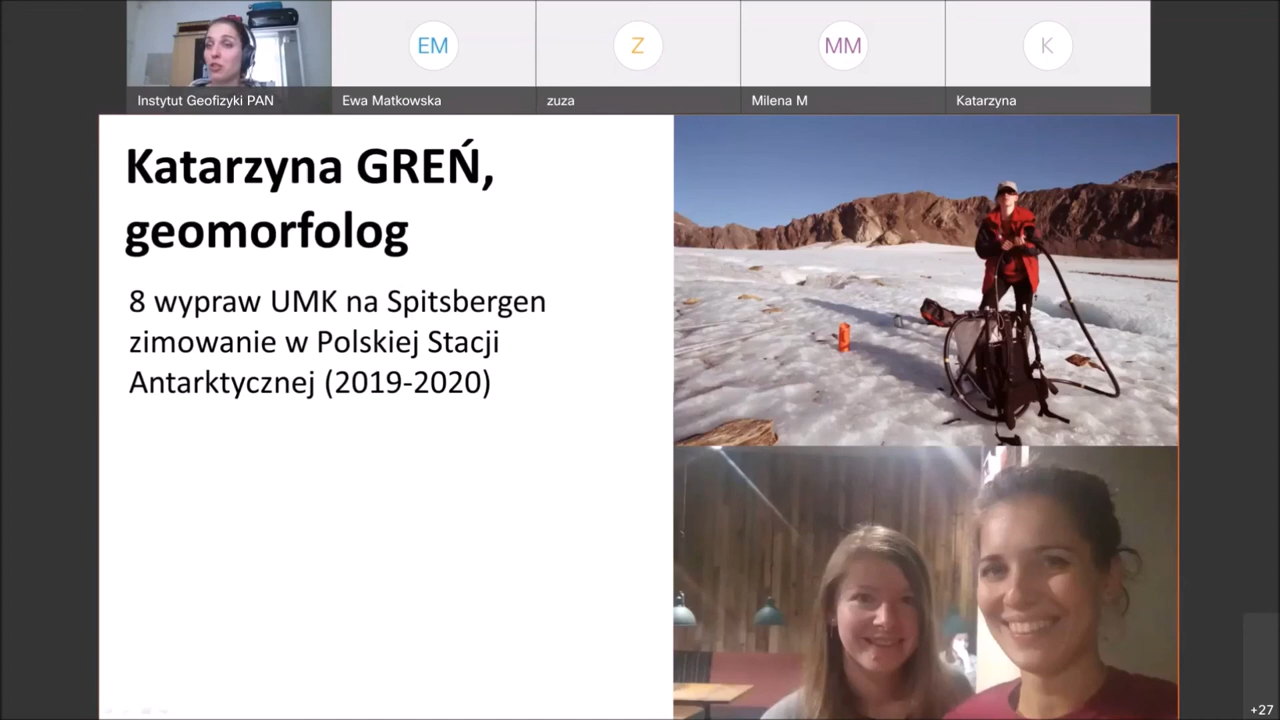 EM
Z
MM
K
Instytut Geofizyki PAN
Ewa Matkowska
zuza
Milena M
Katarzyna
Katarzyna GREŃ,
geomorfolog
8 wypraw UMK na Spitsbergen
zimowanie w Polskiej Stacji
Antarktycznej (2019-2020)
+27